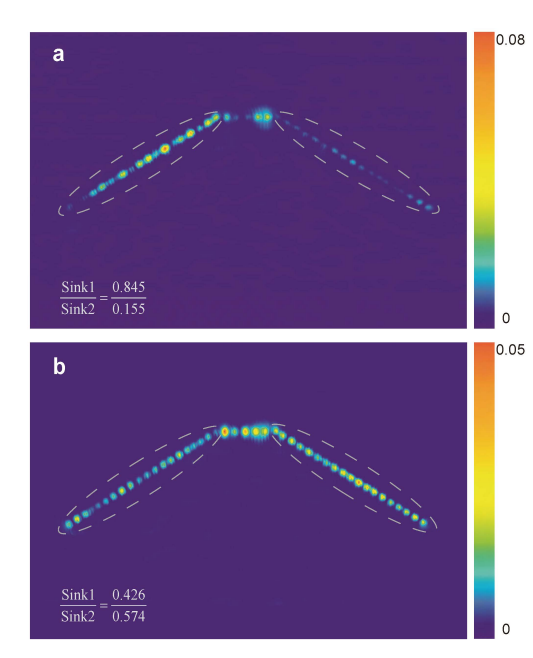 a
0.08
Sink1 / Sink2 = 0.845 / 0.155
0
b
0.05
Sink1 / Sink2 = 0.426 / 0.574
0